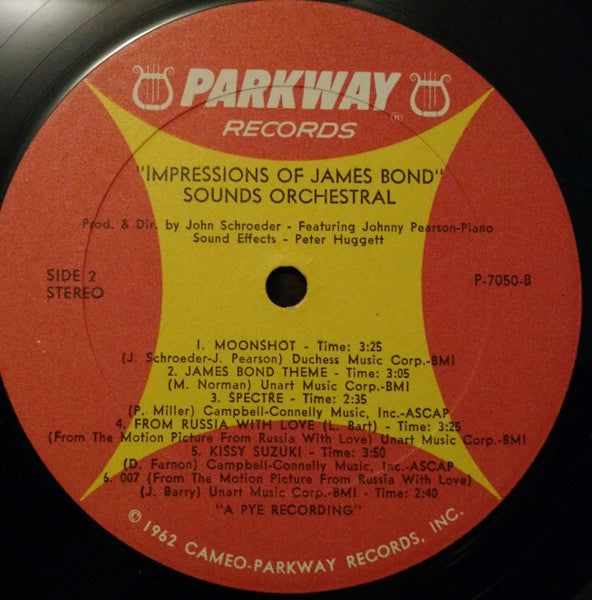 PARKWAY
(R)
RECORDS
"IMPRESSIONS OF JAMES BOND"
SOUNDS ORCHESTRAL
Prod. & Dir. by John Schroeder - Featuring Johnny Pearson-Piano
Sound Effects - Peter Huggett
SIDE 2
STEREO
P-7050-B
1. MOONSHOT - Time: 3:25
(J. Schroeder-J. Pearson) Duchess Music Corp.-BMI
2. JAMES BOND THEME - Time: 3:05
(M. Norman) Unart Music Corp.-BMI
3. SPECTRE - Time: 2:35
(P. Miller) Campbell-Connelly Music, Inc.-ASCAP
4. FROM RUSSIA WITH LOVE (L. Bart) - Time: 3:25
(From The Motion Picture From Russia With Love) Unart Music Corp.-BMI
5. KISSY SUZUKI - Time: 3:50
(D. Farnon) Campbell-Connelly Music, Inc.-ASCAP
6. 007 (From The Motion Picture From Russia With Love)
(J. Barry) Unart Music Corp.-BMI - Time: 2:40
"A PYE RECORDING"
© 1962 CAMEO-PARKWAY RECORDS, INC.